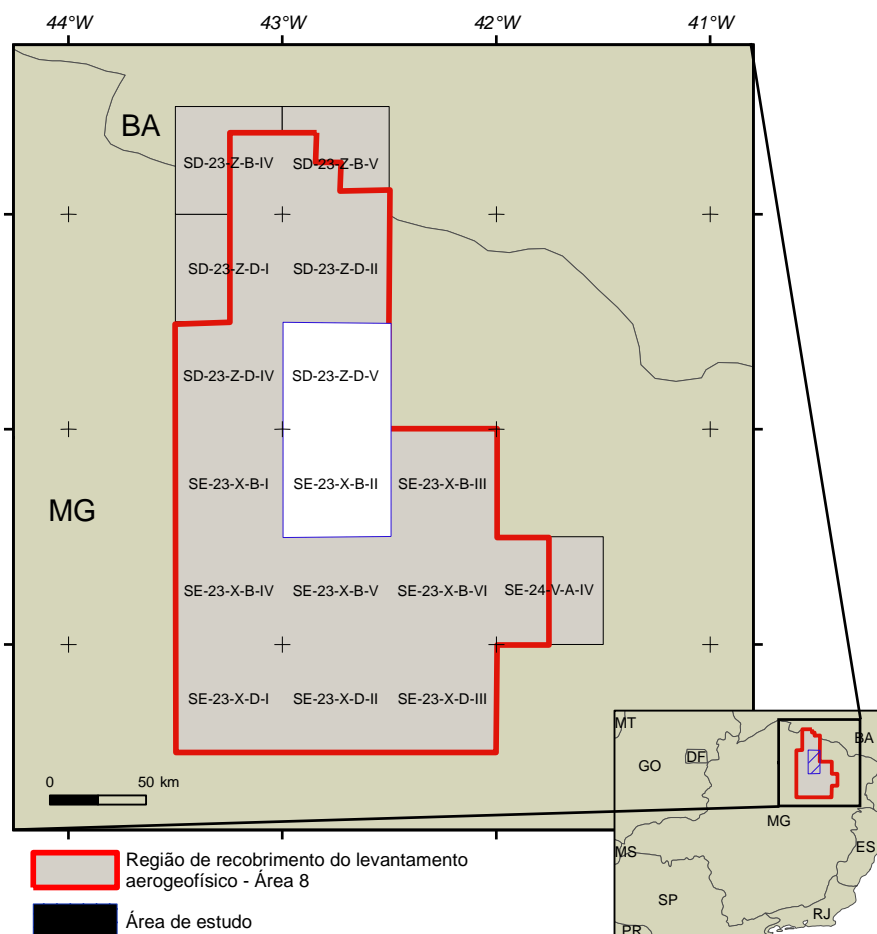 44°W 43°W 42°W 41°W
BA
SD-23-Z-B-IV SD-23-Z-B-V
SD-23-Z-D-I SD-23-Z-D-II
SD-23-Z-D-IV SD-23-Z-D-V
SE-23-X-B-I SE-23-X-B-II SE-23-X-B-III
MG
SE-23-X-B-IV SE-23-X-B-V SE-23-X-B-VI SE-24-V-A-IV
SE-23-X-D-I SE-23-X-D-II SE-23-X-D-III
0 50 km
MT
BA
GO
DF
MG
MS
ES
SP
RJ
PR
Região de recobrimento do levantamento
aerogeofísico - Área 8
Área de estudo